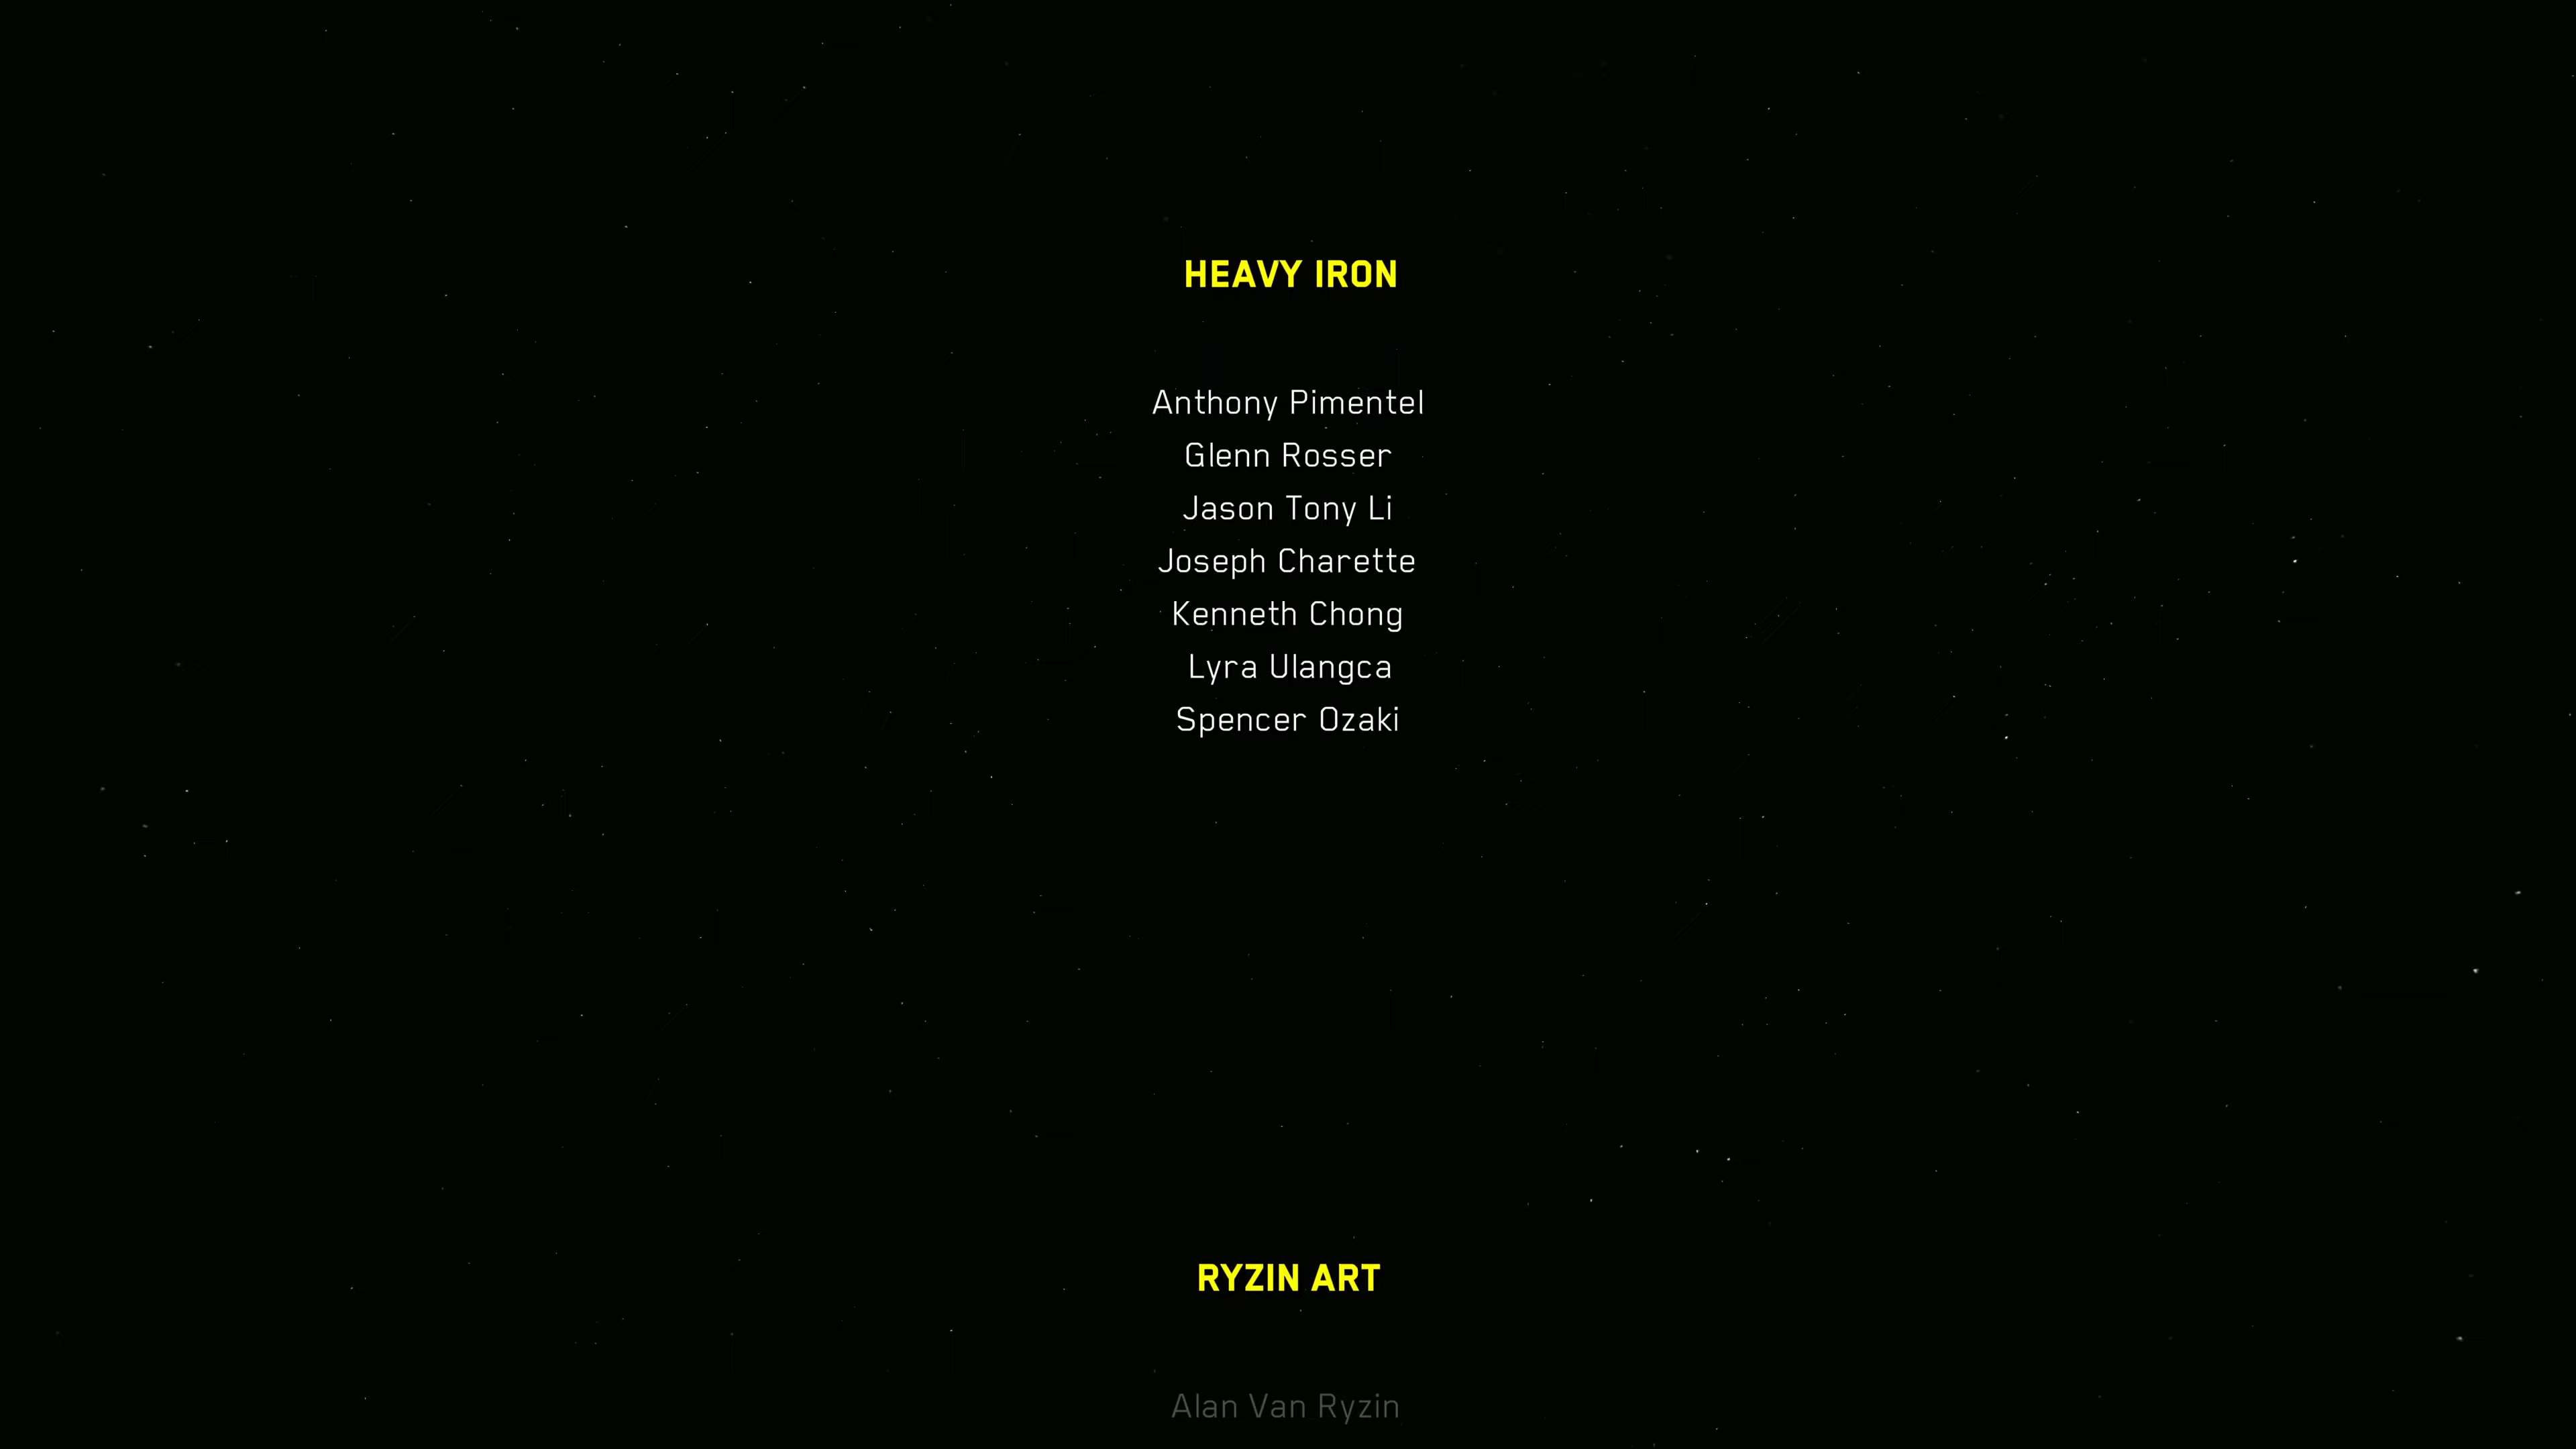 HEAVY IRON
Anthony Pimentel
Glenn Rosser
Jason Tony Li
Joseph Charette
Kenneth Chong
Lyra Ulangca
Spencer Ozaki
RYZIN ART
Alan Van Ryzin